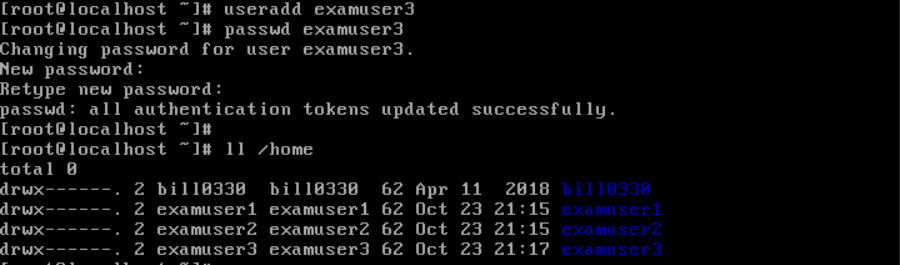 [root@localhost ~]# useradd examuser3
[root@localhost ~]# passwd examuser3
Changing password for user examuser3.
New password:
Retype new password:
passwd: all authentication tokens updated successfully.
[root@localhost ~]#
[root@localhost ~]# ll /home
total 0
drwx------. 2 bill0330  bill0330  62 Apr 11  2018 bill0330
drwx------. 2 examuser1 examuser1 62 Oct 23 21:15 examuser1
drwx------. 2 examuser2 examuser2 62 Oct 23 21:15 examuser2
drwx------. 2 examuser3 examuser3 62 Oct 23 21:17 examuser3
[root@localhost ~]#